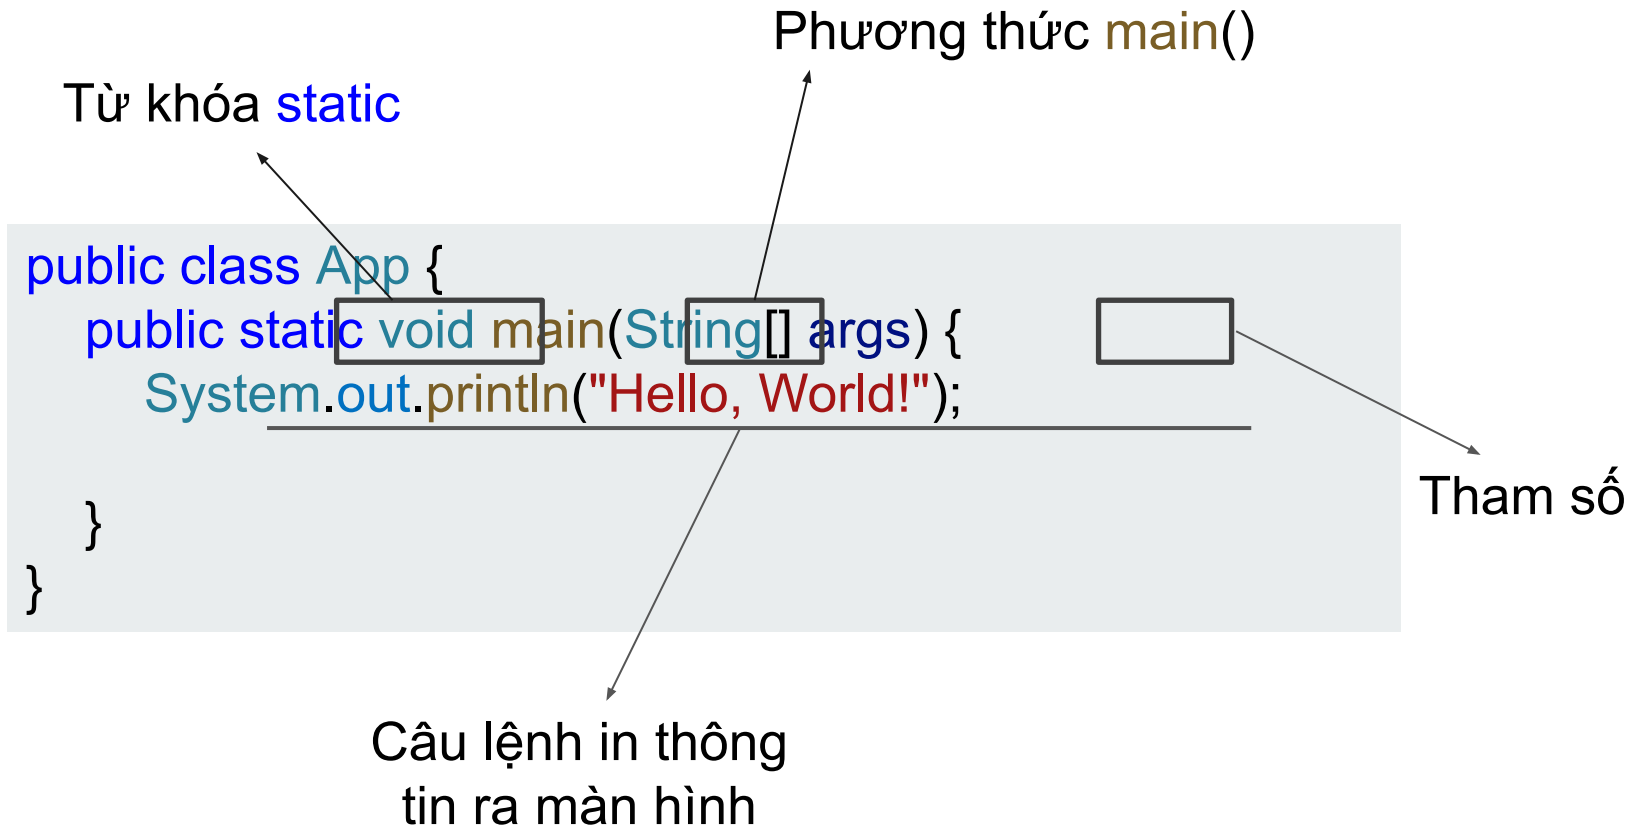 Phương thức main()
Từ khóa static
public class App {
public static void main(String[] args) {
System.out.println("Hello, World!");
Tham số
}
}
Câu lệnh in thông
tin ra màn hình